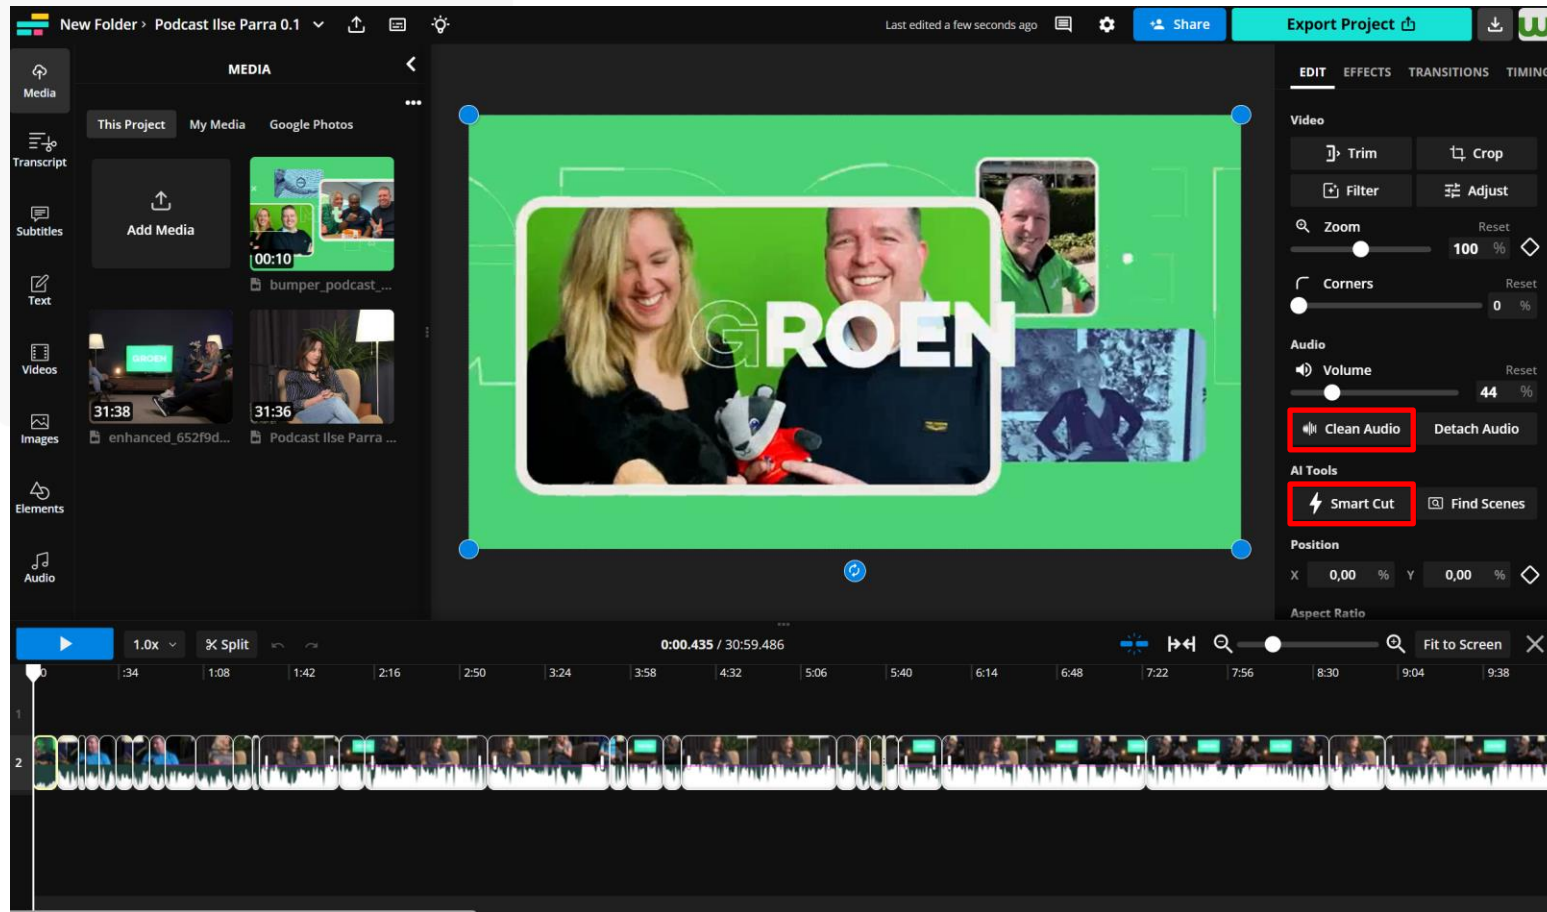 New Folder › Podcast Ilse Parra 0.1
Last edited a few seconds ago
Share
Export Project
Media
Transcript
Subtitles
Text
Videos
Images
Elements
Audio
MEDIA
This Project My Media Google Photos
Add Media
00:10
bumper_podcast_...
GROEN
31:38
enhanced_652f9d...
31:36
Podcast Ilse Parra ...
GROEN
EDIT EFFECTS TRANSITIONS TIMING
Video
Trim Crop
Filter Adjust
Zoom Reset
100 %
Corners Reset
0 %
Audio
Volume Reset
44 %
Clean Audio Detach Audio
AI Tools
Smart Cut Find Scenes
Position
X 0,00 % Y 0,00 %
Aspect Ratio
1.0x Split 0:00.435 / 30:59.486 Fit to Screen
:0 :34 1:08 1:42 2:16 2:50 3:24 3:58 4:32 5:06 5:40 6:14 6:48 7:22 7:56 8:30 9:04 9:38
1
2